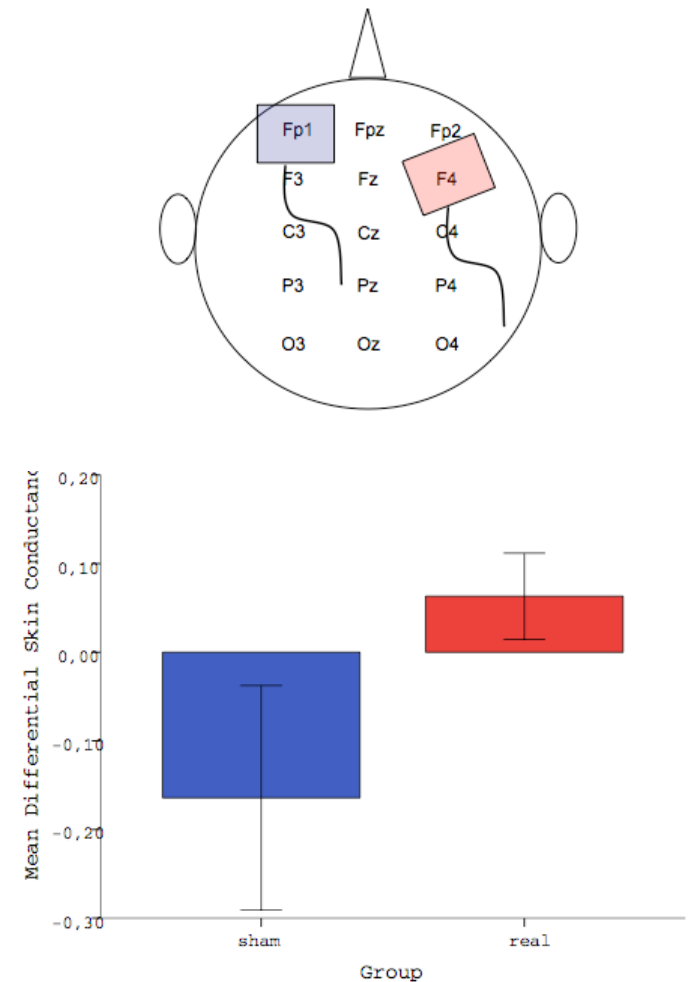 Fp1 Fpz Fp2
F3 Fz F4
C3 Cz C4
P3 Pz P4
O3 Oz O4
Mean Differential Skin
0,20
0,10
0,00
-0,10
-0,20
-0,30
sham real
Group